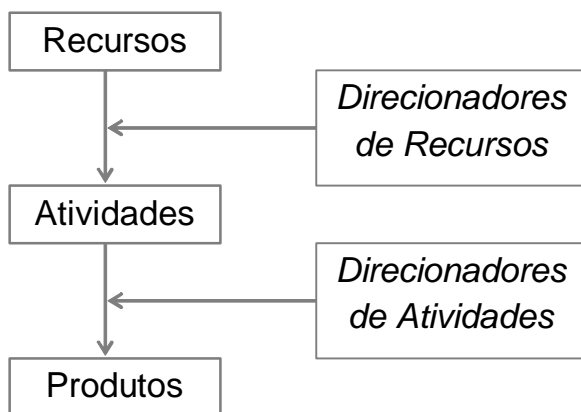 Recursos
Direcionadores
de Recursos
Atividades
Direcionadores
de Atividades
Produtos